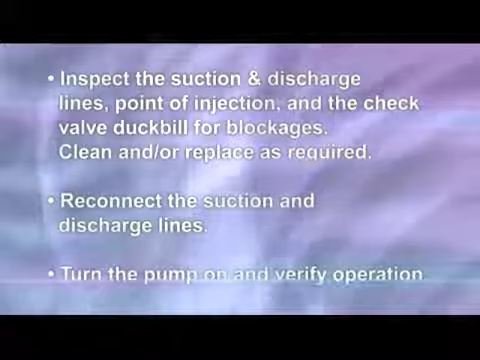 • Inspect the suction & discharge
lines, point of injection, and the check
valve duckbill for blockages.
Clean and/or replace as required.
• Reconnect the suction and
discharge lines.
• Turn the pump on and verify operation